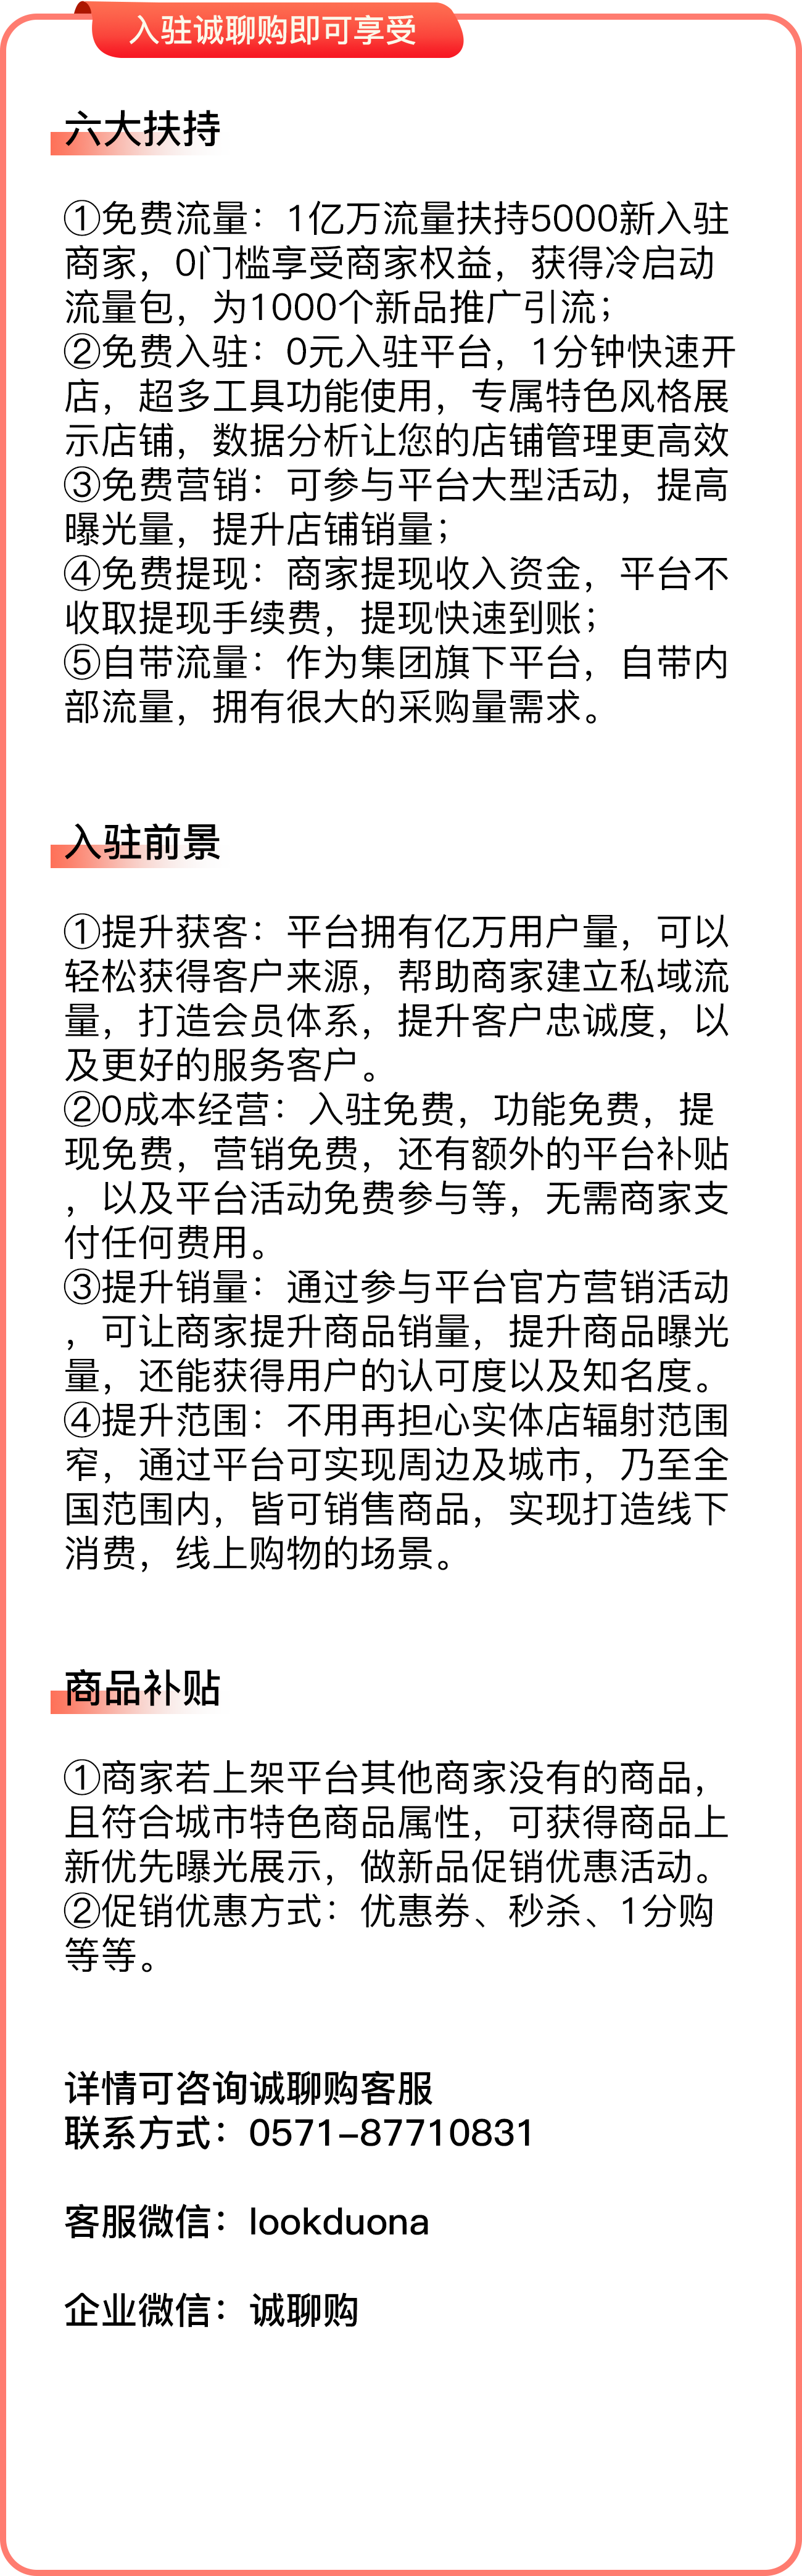 入驻诚聊购即可享受
六大扶持
①免费流量：1亿万流量扶持5000新入驻
商家，0门槛享受商家权益，获得冷启动
流量包，为1000个新品推广引流；
②免费入驻：0元入驻平台，1分钟快速开
店，超多工具功能使用，专属特色风格展
示店铺，数据分析让您的店铺管理更高效
③免费营销：可参与平台大型活动，提高
曝光量，提升店铺销量；
④免费提现：商家提现收入资金，平台不
收取提现手续费，提现快速到账；
⑤自带流量：作为集团旗下平台，自带内
部流量，拥有很大的采购量需求。
入驻前景
①提升获客：平台拥有亿万用户量，可以
轻松获得客户来源，帮助商家建立私域流
量，打造会员体系，提升客户忠诚度，以
及更好的服务客户。
②0成本经营：入驻免费，功能免费，提
现免费，营销免费，还有额外的平台补贴
，以及平台活动免费参与等，无需商家支
付任何费用。
③提升销量：通过参与平台官方营销活动
，可让商家提升商品销量，提升商品曝光
量，还能获得用户的认可度以及知名度。
④提升范围：不用再担心实体店辐射范围
窄，通过平台可实现周边及城市，乃至全
国范围内，皆可销售商品，实现打造线下
消费，线上购物的场景。
商品补贴
①商家若上架平台其他商家没有的商品，
且符合城市特色商品属性，可获得商品上
新优先曝光展示，做新品促销优惠活动。
②促销优惠方式：优惠券、秒杀、1分购
等等。
详情可咨询诚聊购客服
联系方式：0571-87710831
客服微信：lookduona
企业微信：诚聊购